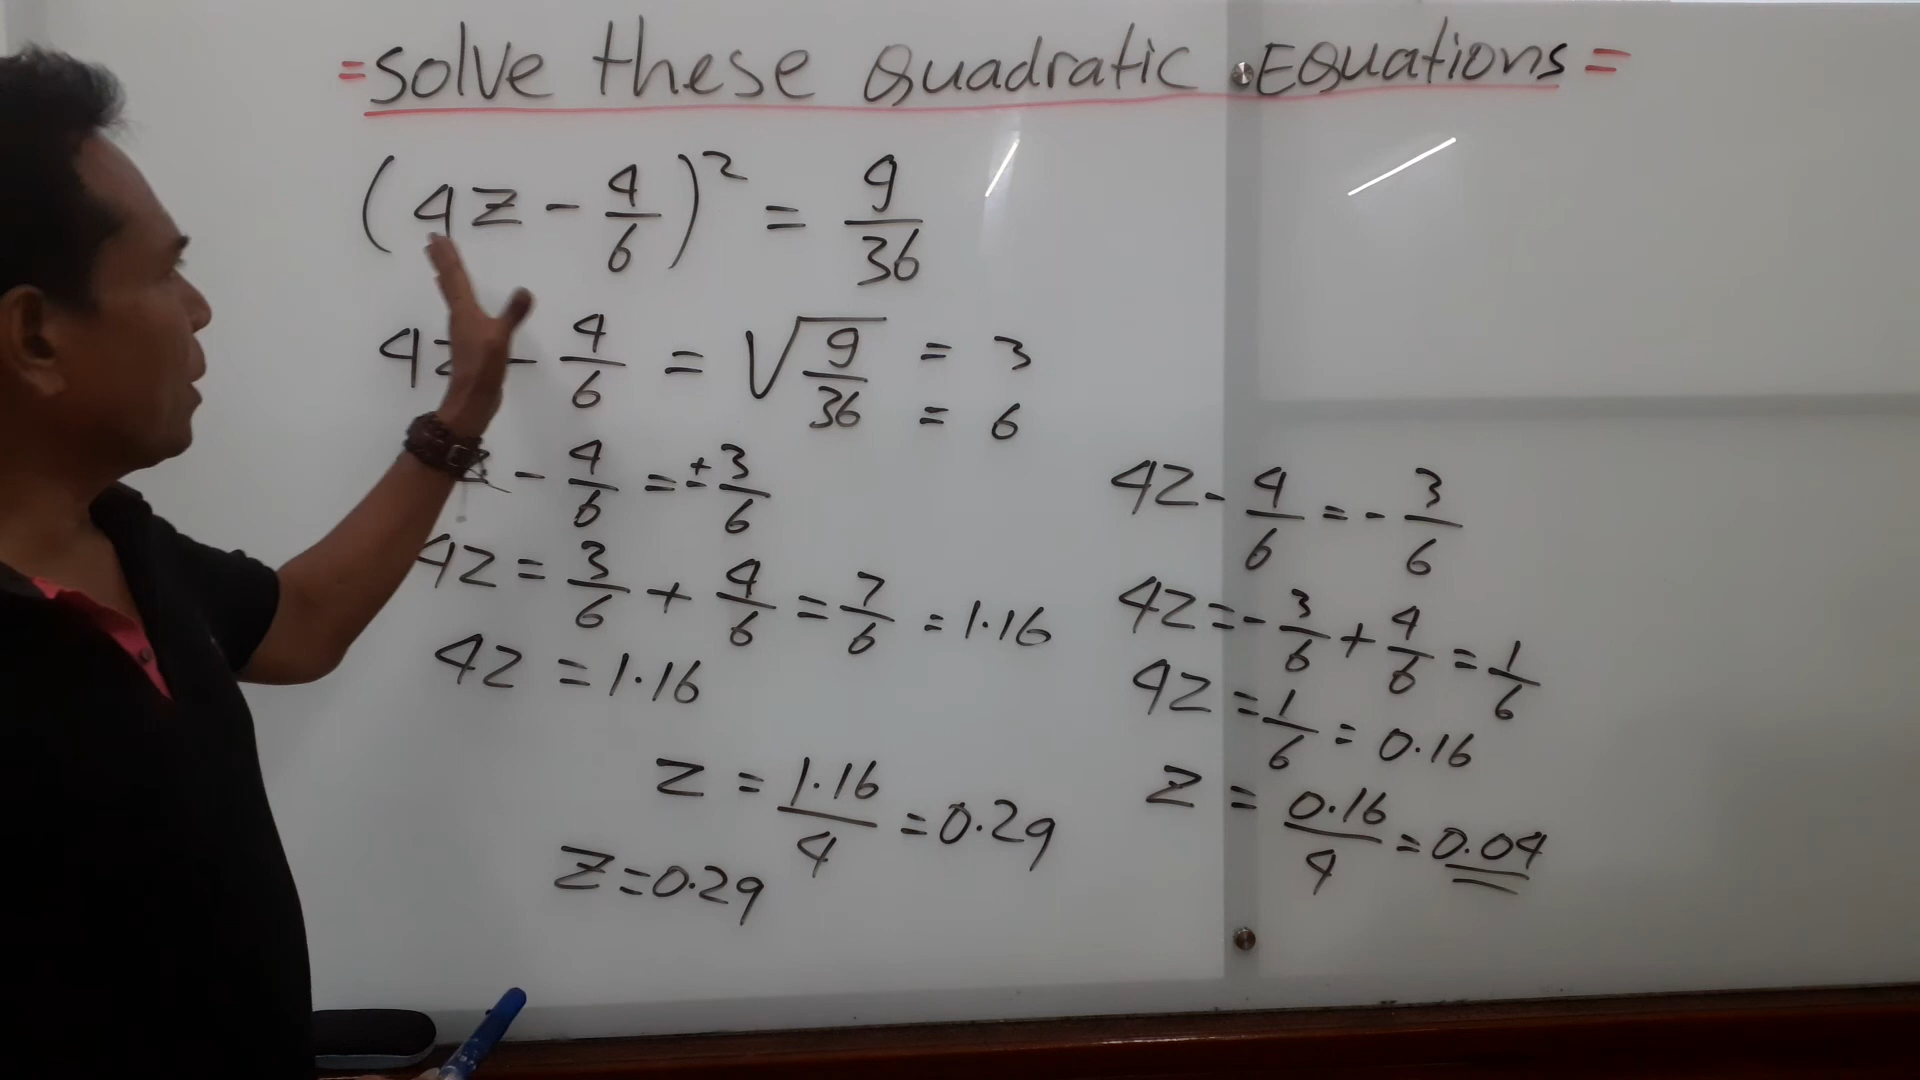 =Solve these Quadratic Equations=
(4z - 4/6)² = 9/36
4z - 4/6 = √(9/36) = 3
= 6
z - 4/6 = ± 3/6
4z = 3/6 + 4/6 = 7/6 = 1.16
4z = 1.16
z = 1.16/4 = 0.29
z = 0.29
4z - 4/6 = - 3/6
4z = - 3/6 + 4/6 = 1/6
4z = 1/6 = 0.16
z = 0.16/4 = 0.04